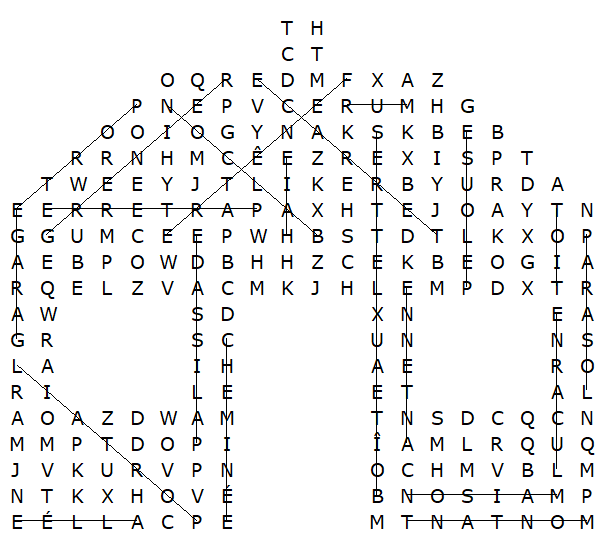 T H
C T
O Q R E D M F X A Z
P N E P V C E R U M H G
O O I O G Y N A K S K B E B
R R N H M C Ê E Z R E X I S P T
T W E E Y J T L I K E R B Y U R D A
E E R R E T R A P A X H T E J O A Y T N
G G U M C E E P W H B S T D T L K X O P
A E B P O W D B H H Z C E K B E O G I A
R Q E L Z V A C M K J H L E M P D X T R
A W S D X N E A
G R S C U N N S
L A I H A E R O
R I L E E T A L
A O A Z D W A M T N S D C Q C N
M M P T D O P I Î A M L R Q U Q
J V K U R V P N O C H M V B L M
N T K X H O V É B N O S I A M P
E É L L A C P E M T N A T N O M